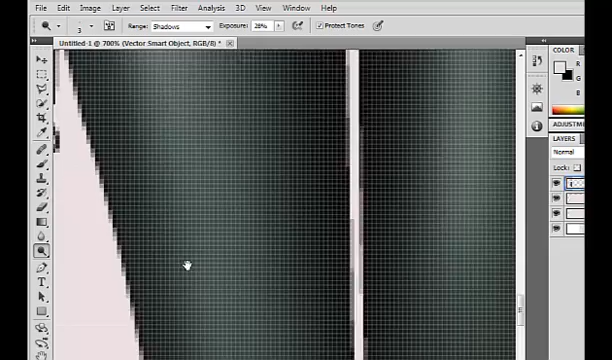 File Edit Image Layer Select Filter Analysis 3D View Window Help
3 Range: Shadows Exposure: 28% Protect Tones
Untitled-1 @ 700% (Vector Smart Object, RGB/8) *
COLOR
R
G
B
ADJUSTM
LAYERS
Normal
Lock:
T